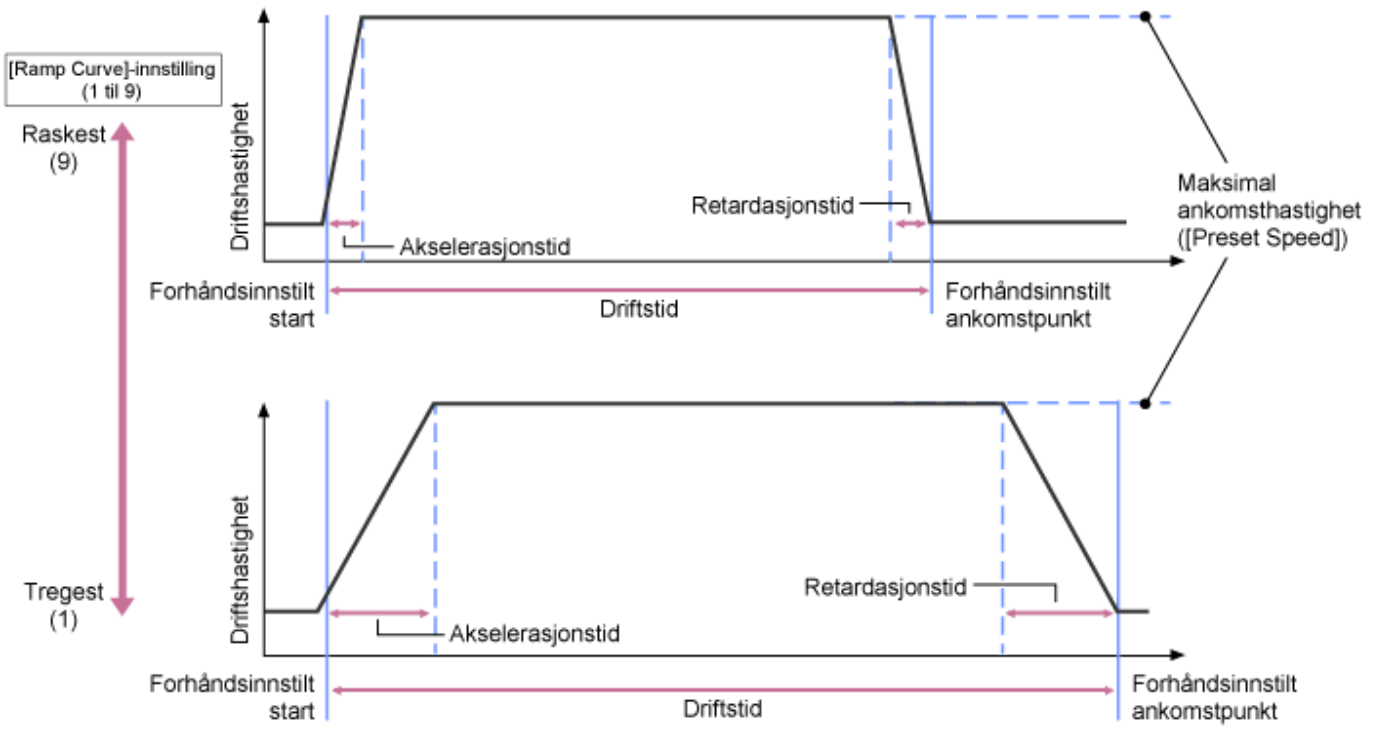 [Ramp Curve]-innstilling
(1 til 9)
Raskest
(9)
Tregest
(1)
Driftshastighet
Akselerasjonstid
Retardasjonstid
Forhåndsinnstilt
start
Driftstid
Forhåndsinnstilt
ankomstpunkt
Maksimal
ankomsthastighet
([Preset Speed])
Driftshastighet
Akselerasjonstid
Retardasjonstid
Forhåndsinnstilt
start
Driftstid
Forhåndsinnstilt
ankomstpunkt